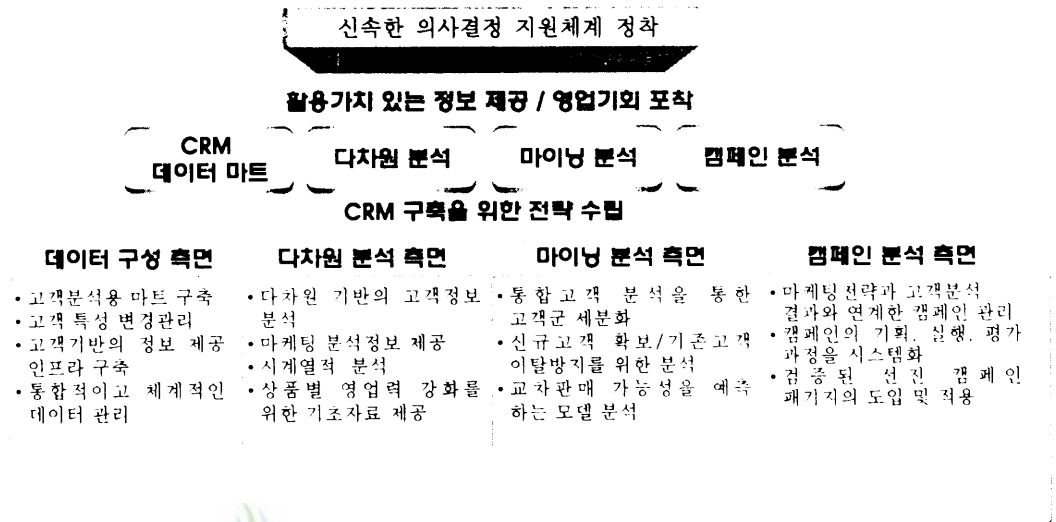 신속한 의사결정 지원체계 정착
활용가치 있는 정보 제공 / 영업기회 포착
CRM
데이터 마트
다차원 분석
마이닝 분석
캠페인 분석
CRM 구축을 위한 전략 수립
데이터 구성 측면
• 고객분석용 마트 구축
• 고객 특성 변경관리
• 고객기반의 정보 제공
인프라 구축
• 통합적이고 체계적인
데이터 관리
다차원 분석 측면
• 다차원 기반의 고객정보
분석
• 마케팅 분석정보 제공
• 시계열적 분석
• 상품별 영업력 강화를
위한 기초자료 제공
마이닝 분석 측면
• 통합고객 분석을 통한
고객군 세분화
• 신규고객 확보/기존고객
이탈방지를 위한 분석
• 교차판매 가능성을 예측
하는 모델 분석
캠페인 분석 측면
• 마케팅전략과 고객분석
결과와 연계한 캠페인 관리
• 캠페인의 기획, 실행, 평가
과정을 시스템화
• 검증된 선진 캠페인
패키지의 도입 및 적용